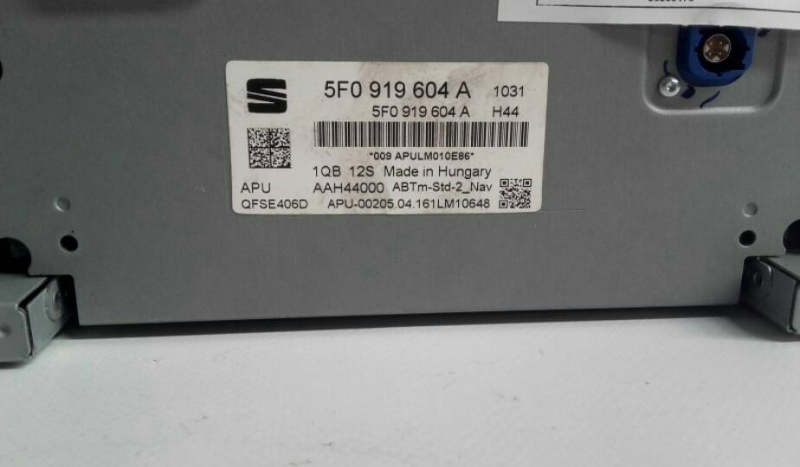 5F0 919 604 A 1031
5F0 919 604 A H44
*009 APULM010E86*
1QB 12S Made in Hungary
APU AAH44000 ABTm-Std-2_Nav
QFSE406D APU-00205.04.161LM10648